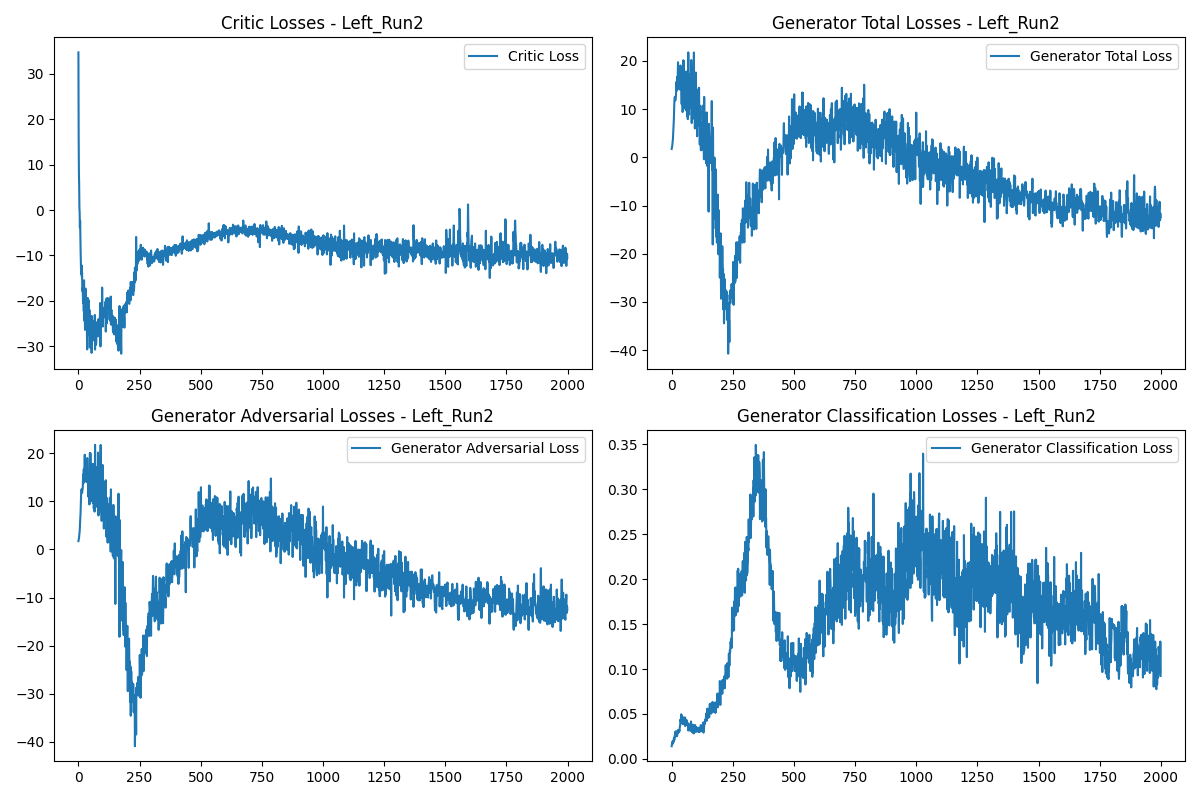 Critic Losses - Left_Run2
Critic Loss
30
20
10
0
−10
−20
−30
0 250 500 750 1000 1250 1500 1750 2000
Generator Total Losses - Left_Run2
Generator Total Loss
20
10
0
−10
−20
−30
−40
0 250 500 750 1000 1250 1500 1750 2000
Generator Adversarial Losses - Left_Run2
Generator Adversarial Loss
20
10
0
−10
−20
−30
−40
0 250 500 750 1000 1250 1500 1750 2000
Generator Classification Losses - Left_Run2
Generator Classification Loss
0.35
0.30
0.25
0.20
0.15
0.10
0.05
0.00
0 250 500 750 1000 1250 1500 1750 2000